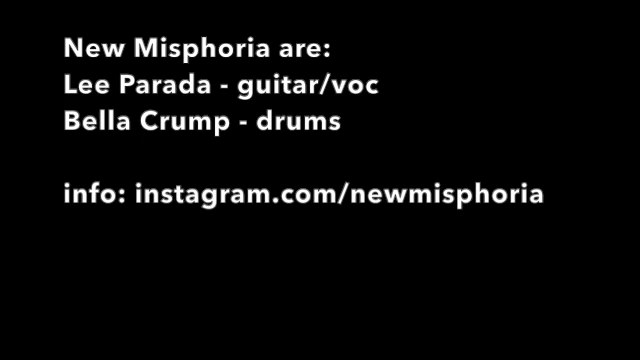 New Misphoria are:
Lee Parada - guitar/voc
Bella Crump - drums
info: instagram.com/newmisphoria